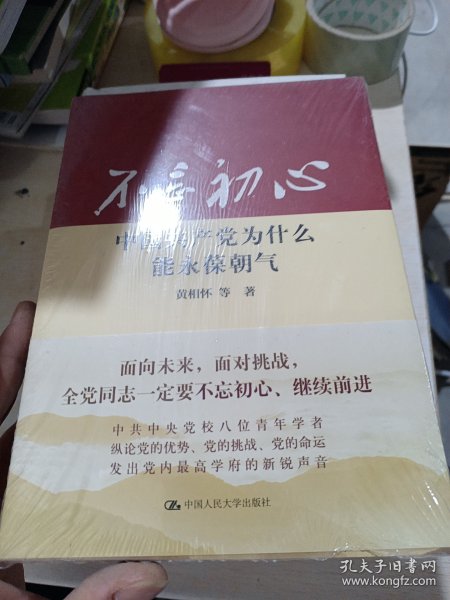 不忘初心
中国共产党为什么
能永葆朝气
黄相怀 等 著
面向未来，面对挑战，
全党同志一定要不忘初心、继续前进
中共中央党校八位青年学者
纵论党的优势、党的挑战、党的命运
发出党内最高学府的新锐声音
中国人民大学出版社
孔夫子旧书网
www.kongfz.com